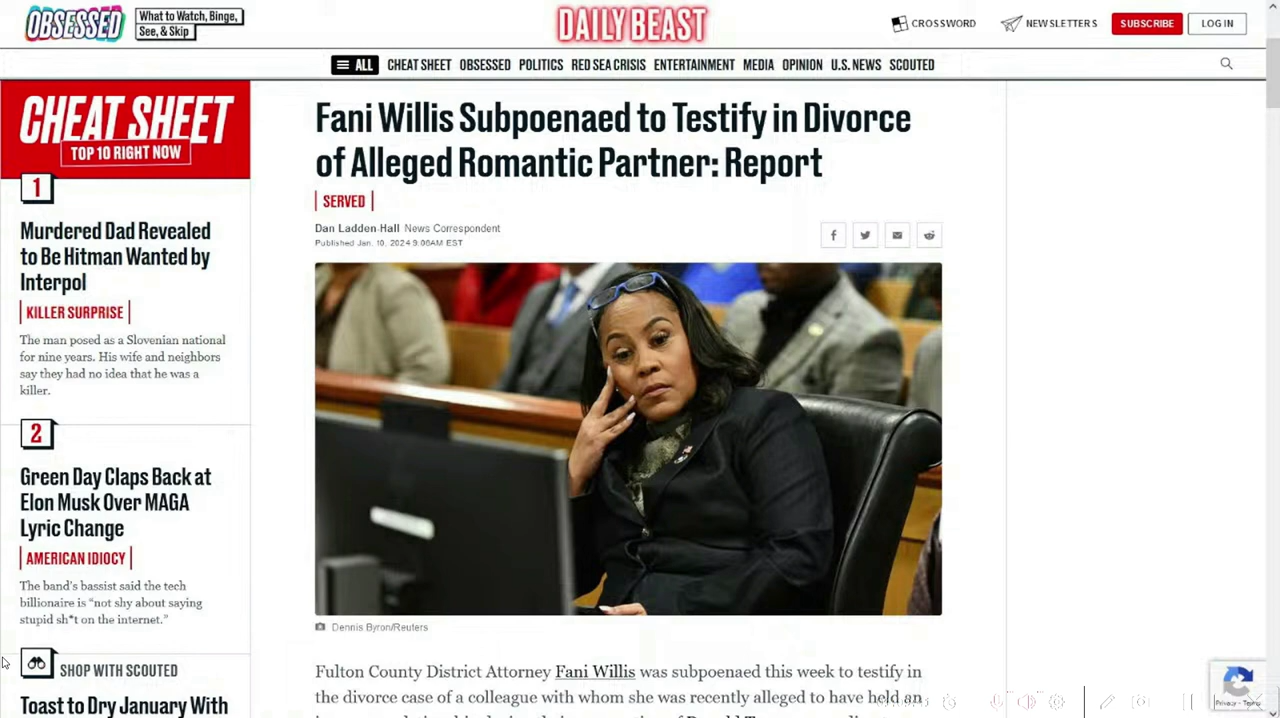 OBSESSED
What to Watch, Binge,
See, & Skip
DAILY BEAST
CROSSWORD
NEWSLETTERS
SUBSCRIBE
LOG IN
ALL
CHEAT SHEET
OBSESSED
POLITICS
RED SEA CRISIS
ENTERTAINMENT
MEDIA
OPINION
U.S. NEWS
SCOUTED
CHEAT SHEET
TOP 10 RIGHT NOW
1
Murdered Dad Revealed
to Be Hitman Wanted by
Interpol
KILLER SURPRISE
The man posed as a Slovenian national
for nine years. His wife and neighbors
say they had no idea that he was a
killer.
2
Green Day Claps Back at
Elon Musk Over MAGA
Lyric Change
AMERICAN IDIOCY
The band's bassist said the tech
billionaire is “not shy about saying
stupid sh*t on the internet.”
SHOP WITH SCOUTED
Toast to Dry January With
Fani Willis Subpoenaed to Testify in Divorce
of Alleged Romantic Partner: Report
SERVED
Dan Ladden-Hall News Correspondent
Published Jan. 10, 2024 9:06AM EST
Dennis Byron/Reuters
Fulton County District Attorney Fani Willis was subpoenaed this week to testify in
the divorce case of a colleague with whom she was recently alleged to have held an
Privacy - Terms